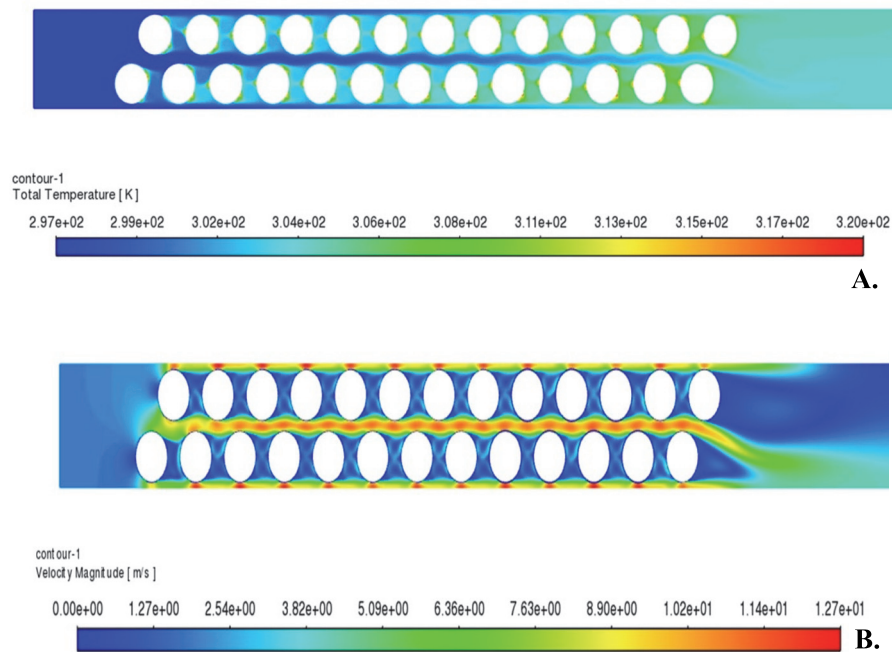 contour-1
Total Temperature [ K ]
2.97e+02 2.99e+02 3.02e+02 3.04e+02 3.06e+02 3.08e+02 3.11e+02 3.13e+02 3.15e+02 3.17e+02 3.20e+02
A.
contour-1
Velocity Magnitude [ m/s ]
0.00e+00 1.27e+00 2.54e+00 3.82e+00 5.09e+00 6.36e+00 7.63e+00 8.90e+00 1.02e+01 1.14e+01 1.27e+01
B.